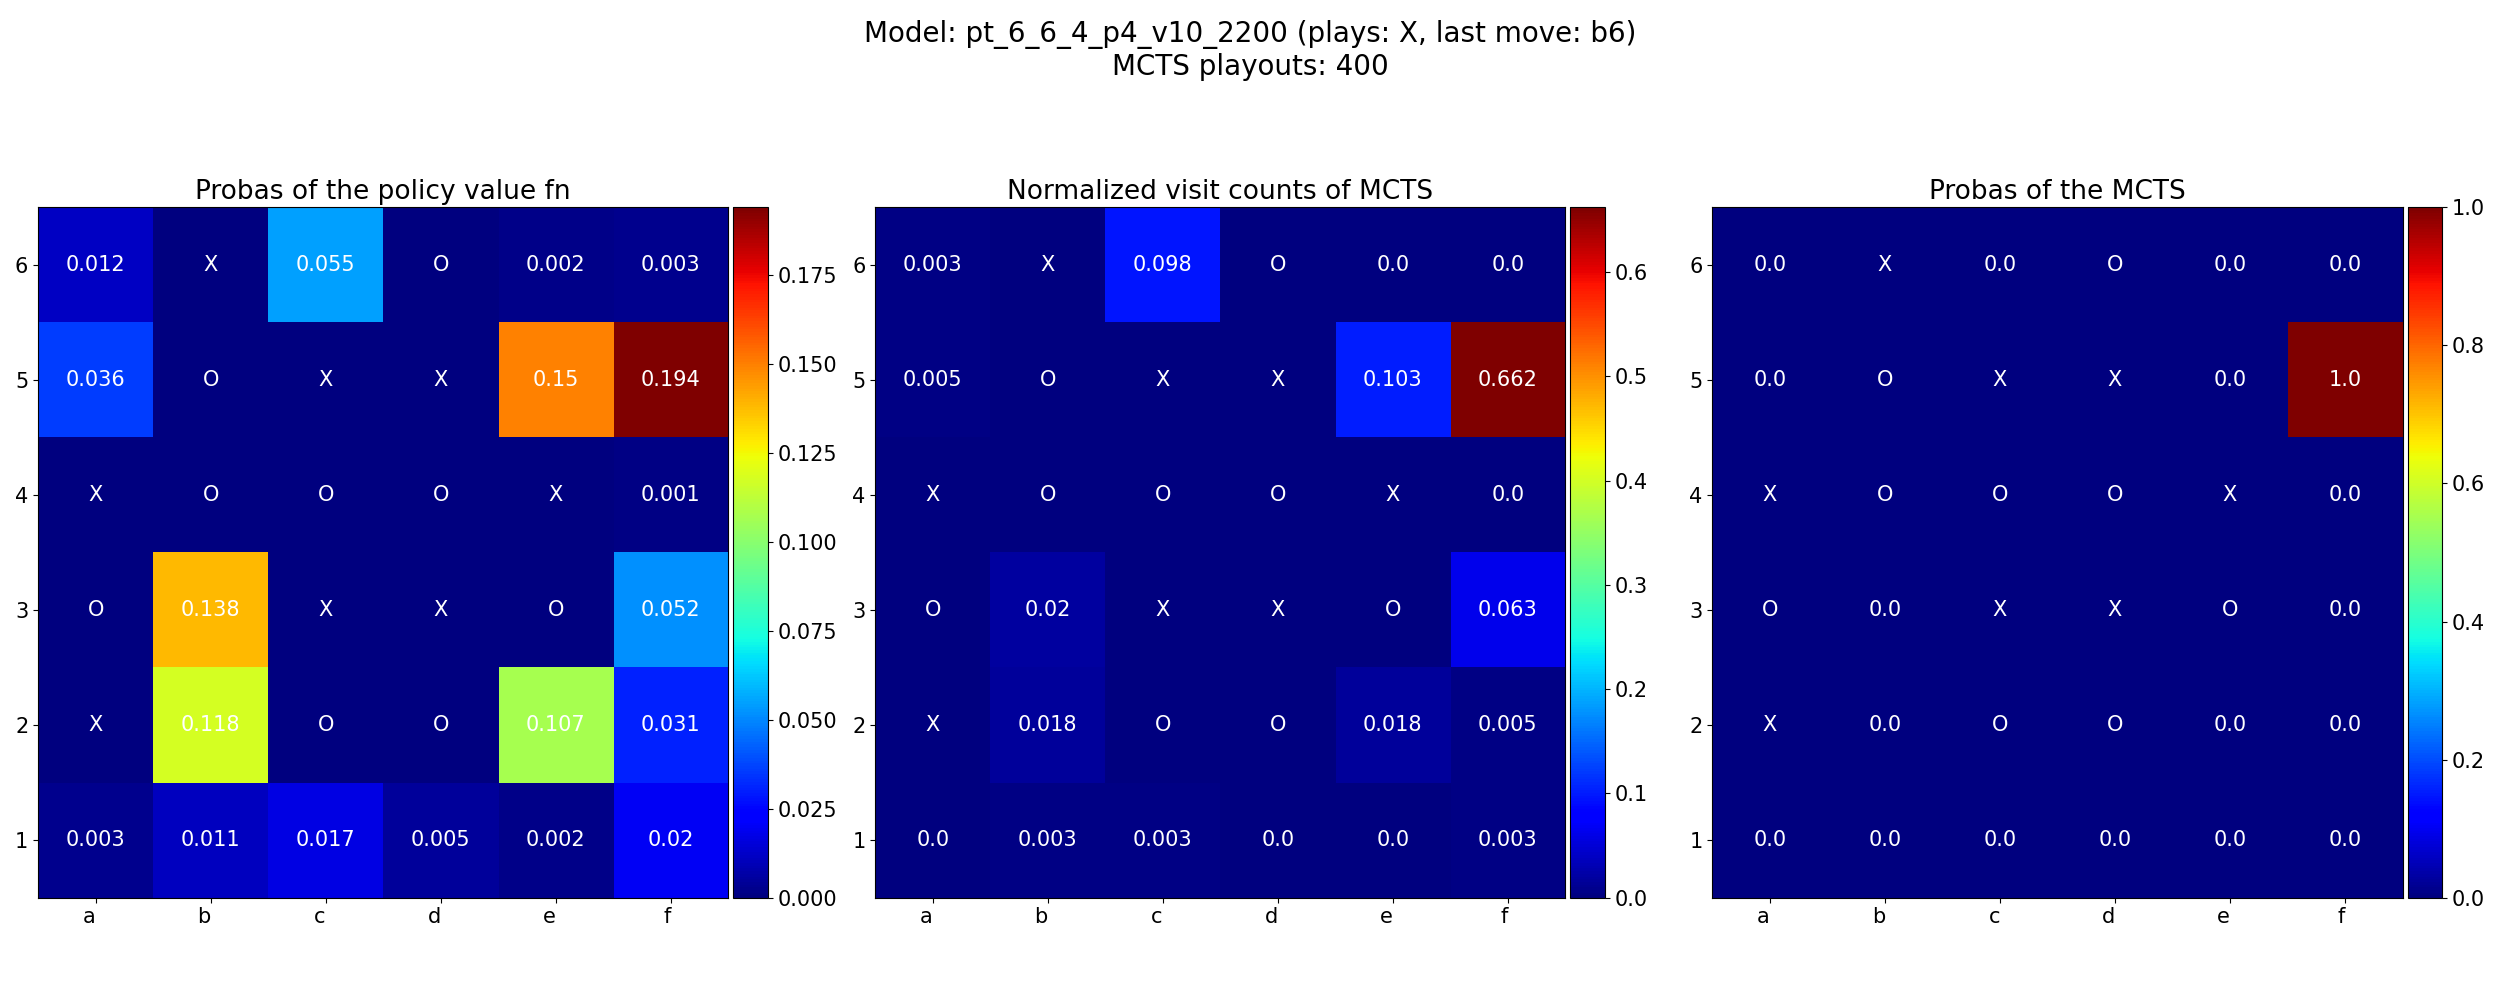 Model: pt_6_6_4_p4_v10_2200 (plays: X, last move: b6)
MCTS playouts: 400
Probas of the policy value fn
6 0.012 X 0.055 O 0.002 0.003
5 0.036 O X X 0.15 0.194
4 X O O O X 0.001
3 O 0.138 X X O 0.052
2 X 0.118 O O 0.107 0.031
1 0.003 0.011 0.017 0.005 0.002 0.02
a b c d e f
0.175
0.150
0.125
0.100
0.075
0.050
0.025
0.000
Normalized visit counts of MCTS
6 0.003 X 0.098 O 0.0 0.0
5 0.005 O X X 0.103 0.662
4 X O O O X 0.0
3 O 0.02 X X O 0.063
2 X 0.018 O O 0.018 0.005
1 0.0 0.003 0.003 0.0 0.0 0.003
a b c d e f
0.6
0.5
0.4
0.3
0.2
0.1
0.0
Probas of the MCTS
6 0.0 X 0.0 O 0.0 0.0
5 0.0 O X X 0.0 1.0
4 X O O O X 0.0
3 O 0.0 X X O 0.0
2 X 0.0 O O 0.0 0.0
1 0.0 0.0 0.0 0.0 0.0 0.0
a b c d e f
1.0
0.8
0.6
0.4
0.2
0.0